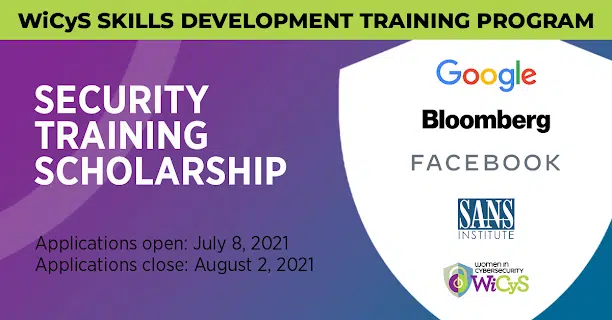 WiCyS SKILLS DEVELOPMENT TRAINING PROGRAM
SECURITY
TRAINING
SCHOLARSHIP
Applications open: July 8, 2021
Applications close: August 2, 2021
Google
Bloomberg
FACEBOOK
SANS
INSTITUTE
WOMEN IN
CYBERSECURITY
WiCyS